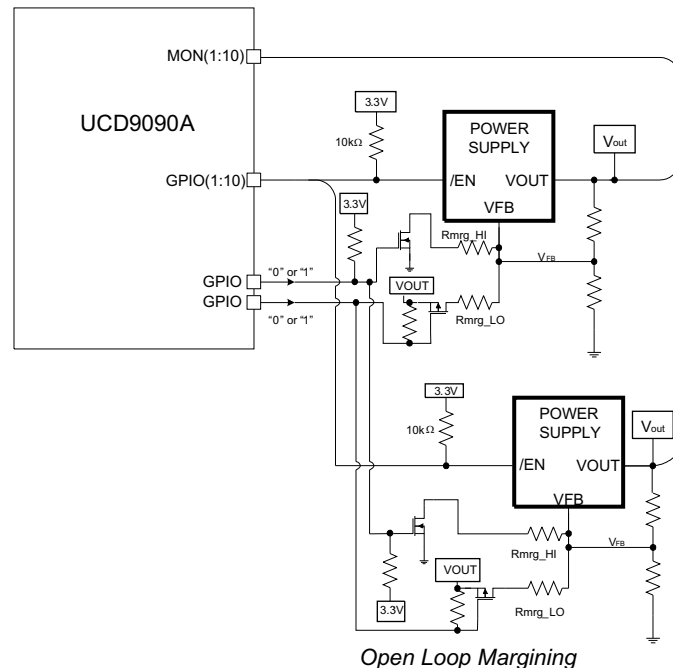 MON(1:10)
UCD9090A
GPIO(1:10)
GPIO
GPIO
"0" or "1"
"0" or "1"
3.3V
10kΩ
POWER
SUPPLY
/EN
VOUT
VFB
Vout
3.3V
Rmrg_HI
VFB
VOUT
Rmrg_LO
3.3V
10kΩ
POWER
SUPPLY
/EN
VOUT
VFB
Vout
Rmrg_HI
VFB
VOUT
3.3V
Rmrg_LO
Open Loop Margining